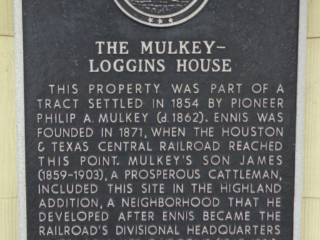 THE MULKEY–
LOGGINS HOUSE
THIS PROPERTY WAS PART OF A
TRACT SETTLED IN 1854 BY PIONEER
PHILIP A. MULKEY (d.1862). ENNIS WAS
FOUNDED IN 1871, WHEN THE HOUSTON
& TEXAS CENTRAL RAILROAD REACHED
THIS POINT. MULKEY'S SON JAMES
(1859–1903), A PROSPEROUS CATTLEMAN,
INCLUDED THIS SITE IN THE HIGHLAND
ADDITION, A NEIGHBORHOOD THAT HE
DEVELOPED AFTER ENNIS BECAME THE
RAILROAD'S DIVISIONAL HEADQUARTERS